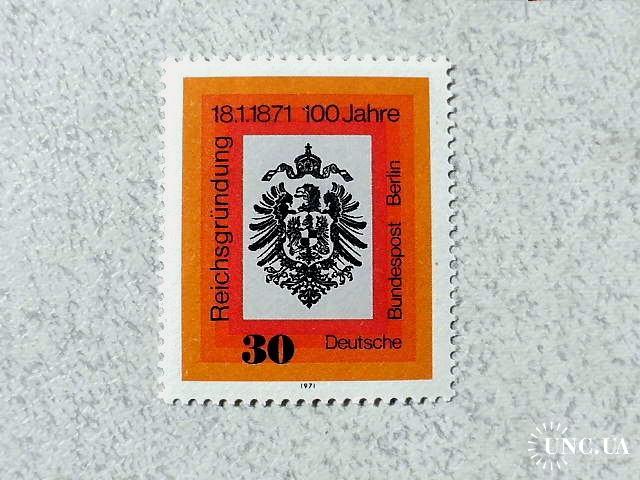 18.1.1871 100 Jahre
Reichsgründung
Deutsche
Bundespost Berlin
30
1971
UNC.UA